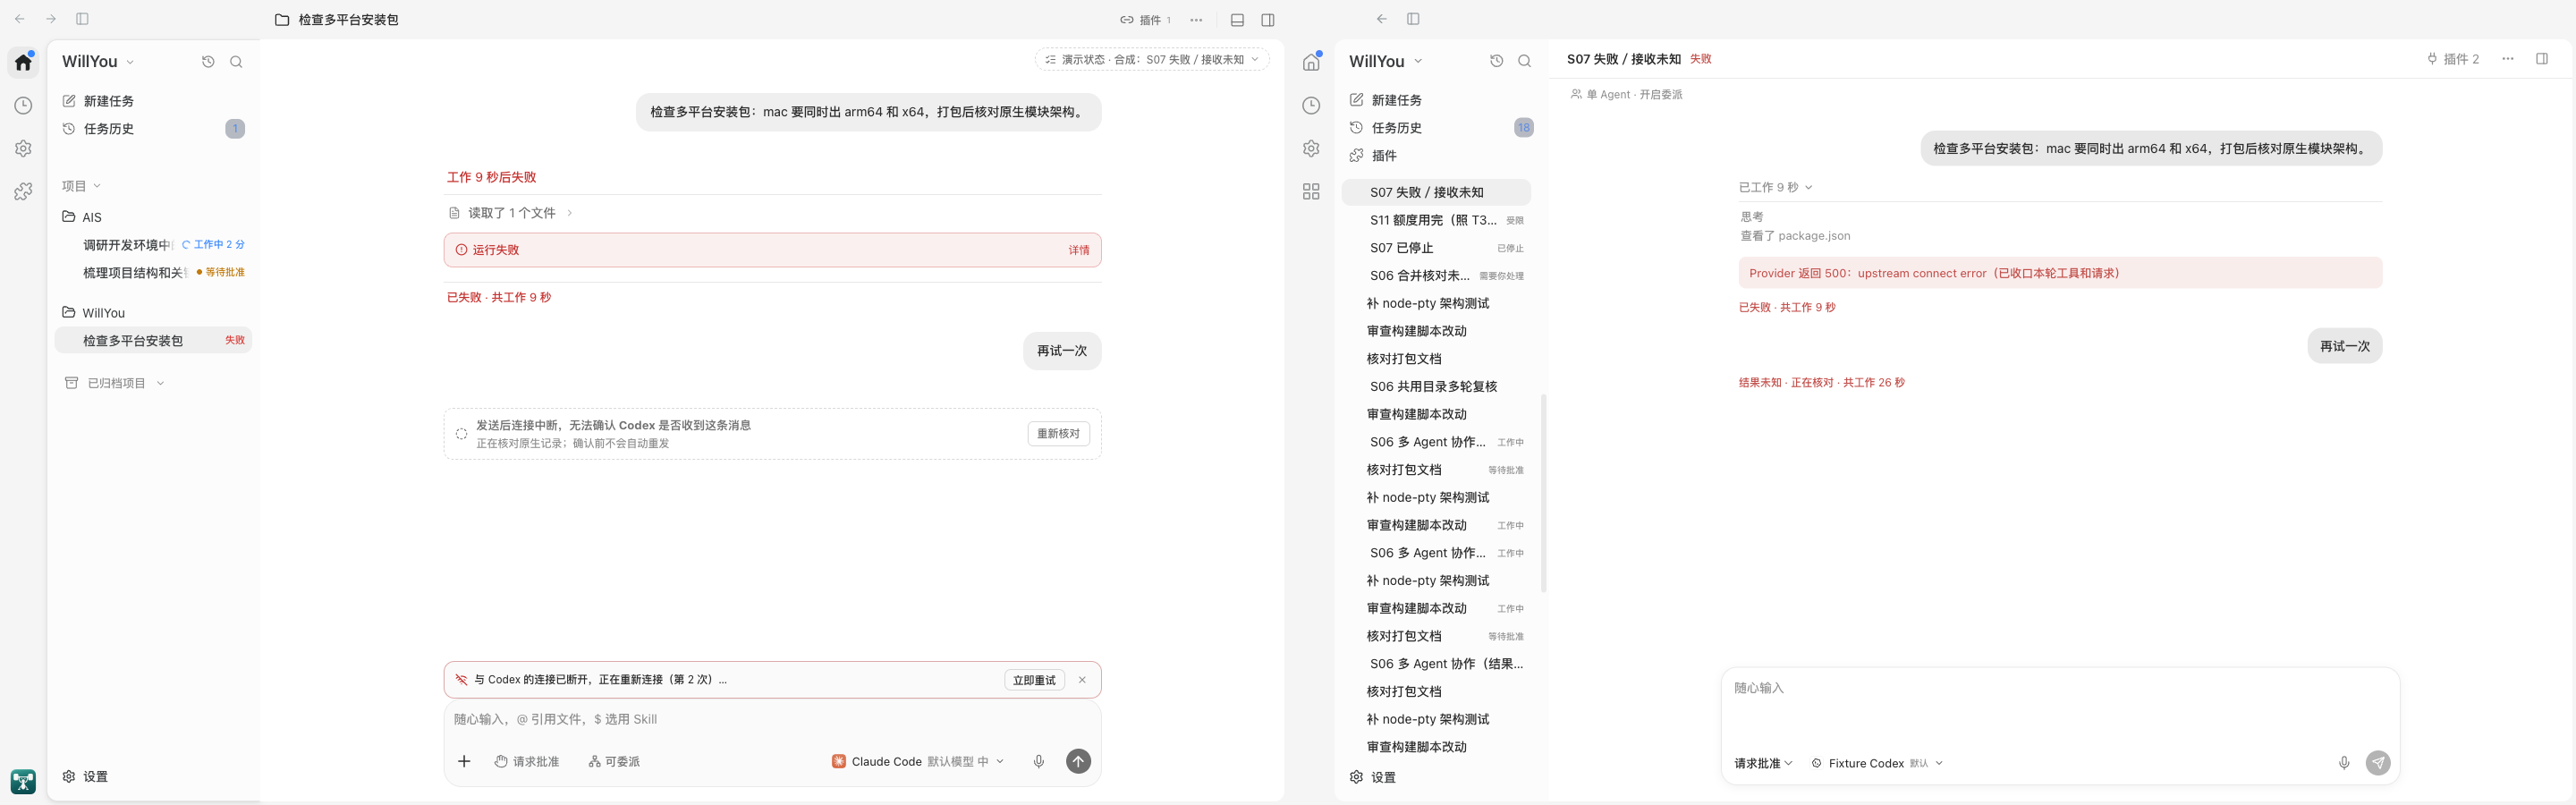 检查多平台安装包
插件 1
WillYou
新建任务
任务历史 1
项目
AIS
调研开发环境中 工作中 2 分
梳理项目结构和关 等待批准
WillYou
检查多平台安装包 失败
已归档项目
设置
演示状态 · 合成：S07 失败 / 接收未知
检查多平台安装包：mac 要同时出 arm64 和 x64，打包后核对原生模块架构。
工作 9 秒后失败
读取了 1 个文件
运行失败 详情
已失败 · 共工作 9 秒
再试一次
发送后连接中断，无法确认 Codex 是否收到这条消息
正在核对原生记录；确认前不会自动重发
重新核对
与 Codex 的连接已断开，正在重新连接（第 2 次）...
立即重试
随心输入，@ 引用文件，$ 选用 Skill
请求批准 可委派 Claude Code 默认模型 中
WillYou
新建任务
任务历史 18
插件
S07 失败 / 接收未知
S11 额度用完（照 T3... 受限
S07 已停止 已停止
S06 合并核对未... 需要你处理
补 node-pty 架构测试
审查构建脚本改动
核对打包文档
S06 共用目录多轮复核
审查构建脚本改动
S06 多 Agent 协作... 工作中
核对打包文档 等待批准
补 node-pty 架构测试
审查构建脚本改动 工作中
S06 多 Agent 协作... 工作中
补 node-pty 架构测试
审查构建脚本改动 工作中
核对打包文档 等待批准
S06 多 Agent 协作（结果...
核对打包文档
补 node-pty 架构测试
审查构建脚本改动
设置
S07 失败 / 接收未知 失败
插件 2
单 Agent · 开启委派
检查多平台安装包：mac 要同时出 arm64 和 x64，打包后核对原生模块架构。
已工作 9 秒
思考
查看了 package.json
Provider 返回 500：upstream connect error（已收口本轮工具和请求）
已失败 · 共工作 9 秒
再试一次
结果未知 · 正在核对 · 共工作 26 秒
随心输入
请求批准 Fixture Codex 默认